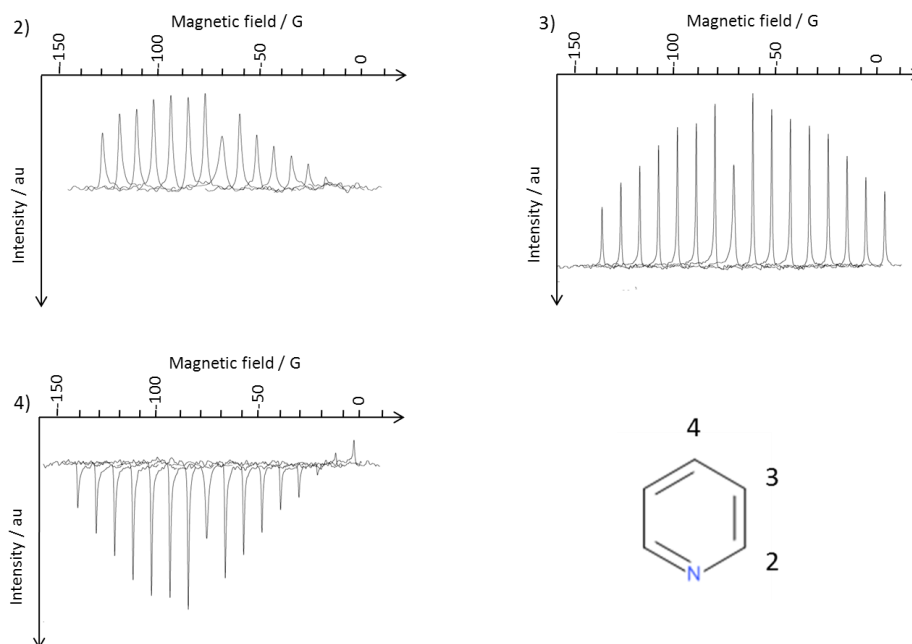 2)
Magnetic field / G
-150
-100
-50
0
Intensity / au
3)
Magnetic field / G
-150
-100
-50
0
Intensity / au
4)
Magnetic field / G
-150
-100
-50
0
Intensity / au
4
3
2
N